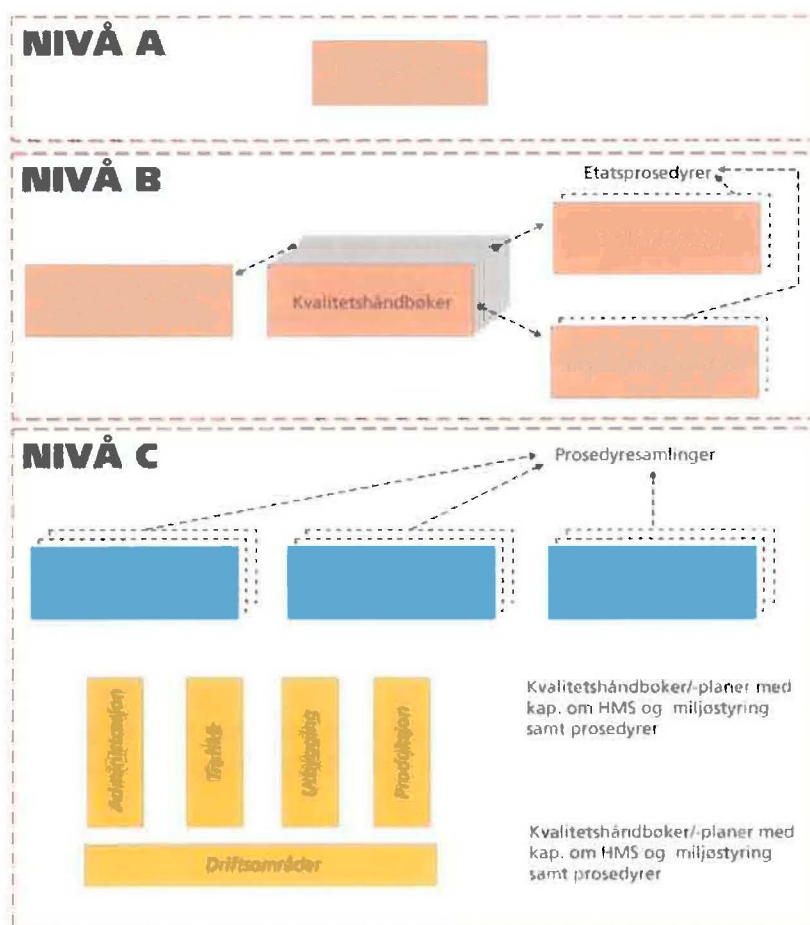 NIVÅ A
NIVÅ B
Etatsprosedyrer
Kvalitetshåndbøker
NIVÅ C
Prosedyresamlinger
Administrasjon
Trafikk
Utbygging
Produksjon
Kvalitetshåndbøker/-planer med
kap. om HMS og miljøstyring
samt prosedyrer
Driftsområder
Kvalitetshåndbøker/-planer med
kap. om HMS og miljøstyring
samt prosedyrer